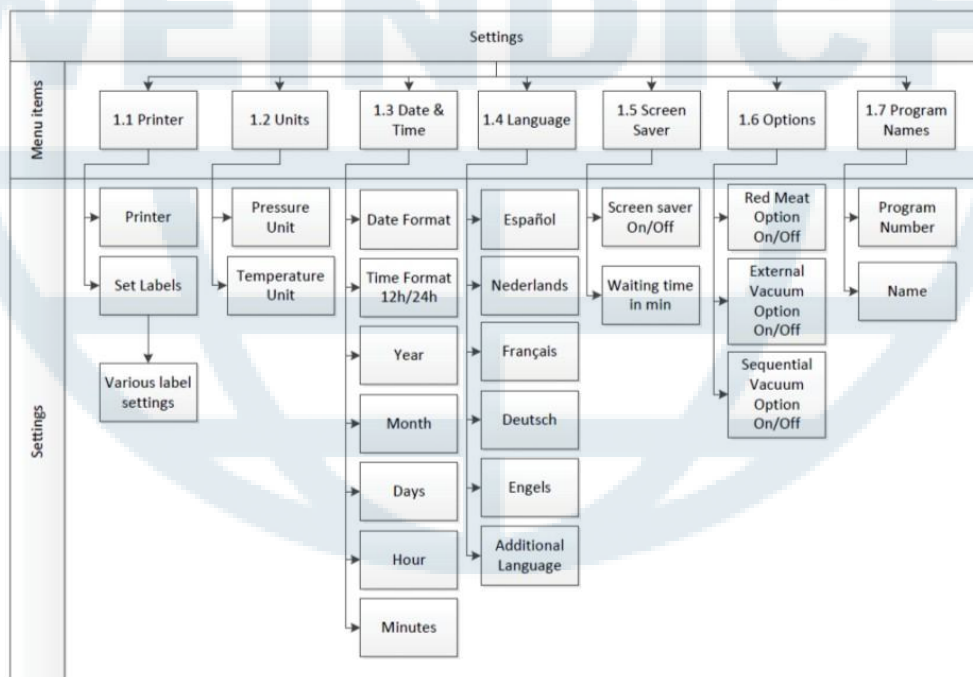 Settings
Menu items
1.1 Printer
1.2 Units
1.3 Date &
Time
1.4 Language
1.5 Screen
Saver
1.6 Options
1.7 Program
Names
Settings
Printer
Set Labels
Various label
settings
Pressure
Unit
Temperature
Unit
Date Format
Time Format
12h/24h
Year
Month
Days
Hour
Minutes
Español
Nederlands
Français
Deutsch
Engels
Additional
Language
Screen saver
On/Off
Waiting time
in min
Red Meat
Option
On/Off
External
Vacuum
Option
On/Off
Sequential
Vacuum
Option
On/Off
Program
Number
Name